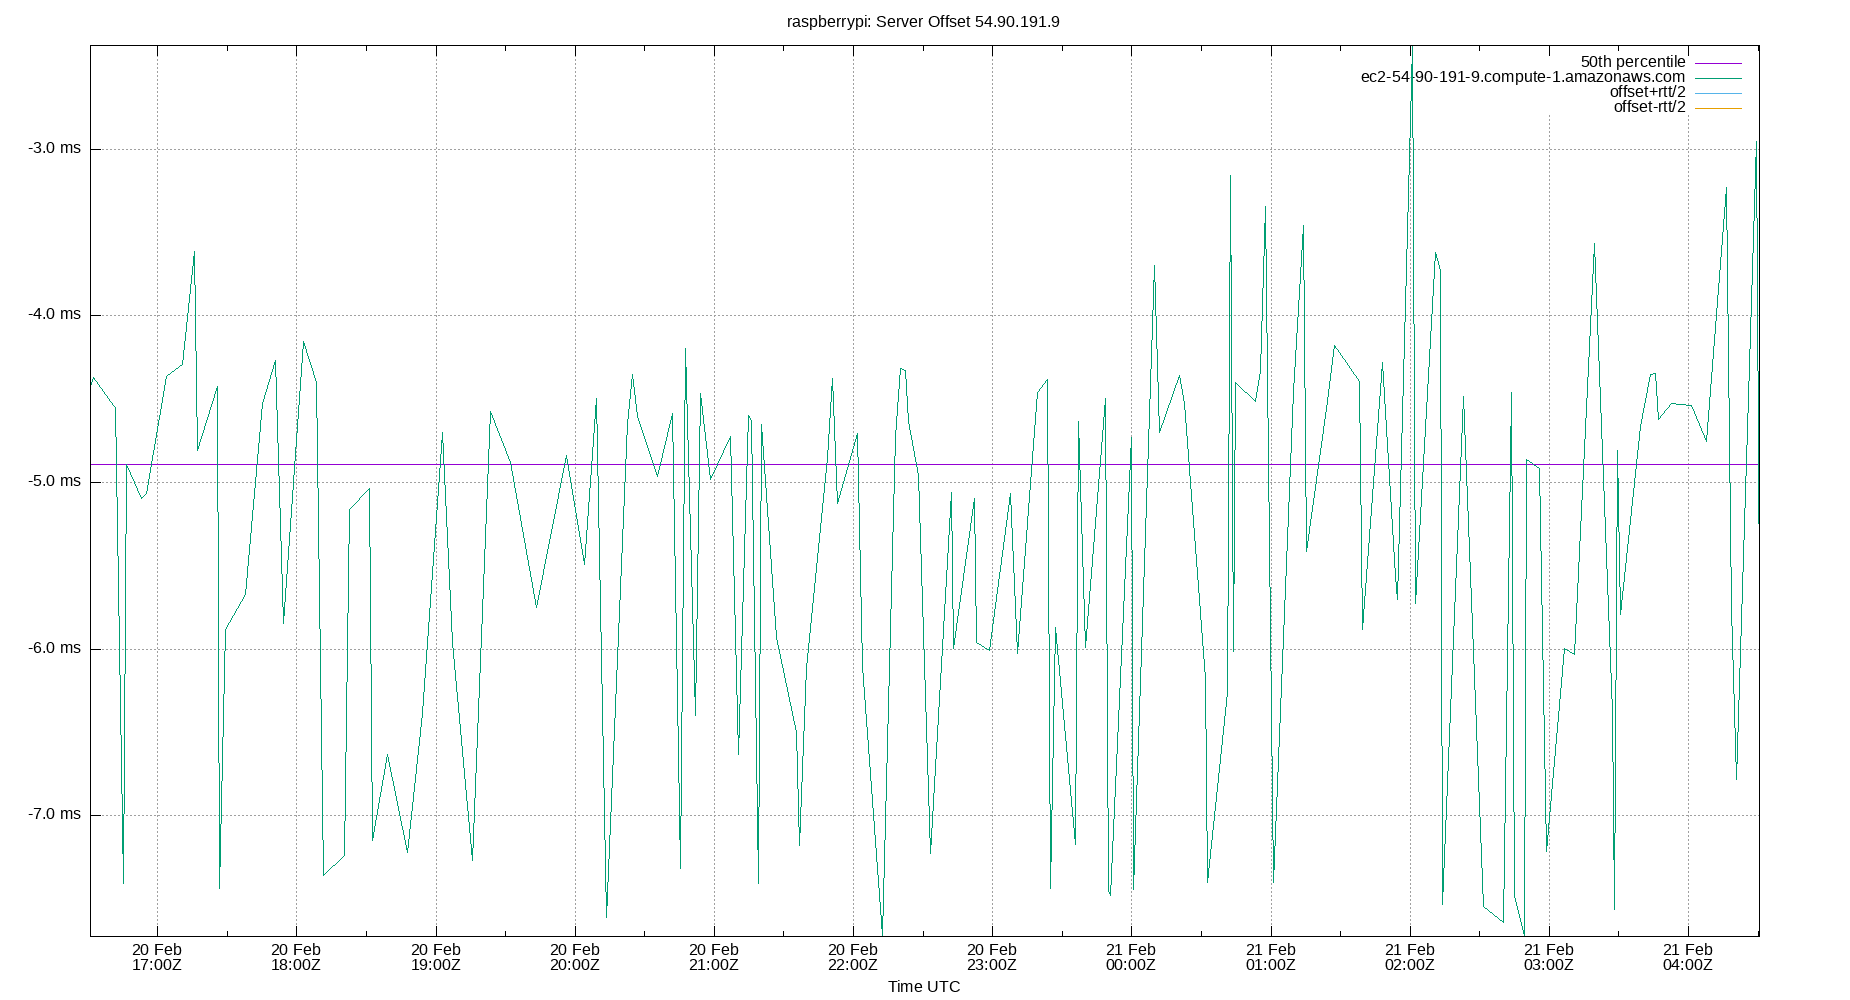 raspberrypi: Server Offset 54.90.191.9
50th percentile
ec2-54-90-191-9.compute-1.amazonaws.com
offset+rtt/2
offset-rtt/2
-3.0 ms
-4.0 ms
-5.0 ms
-6.0 ms
-7.0 ms
20 Feb 20 Feb 20 Feb 20 Feb 20 Feb 20 Feb 20 Feb 21 Feb 21 Feb 21 Feb 21 Feb 21 Feb
17:00Z 18:00Z 19:00Z 20:00Z 21:00Z 22:00Z 23:00Z 00:00Z 01:00Z 02:00Z 03:00Z 04:00Z
Time UTC